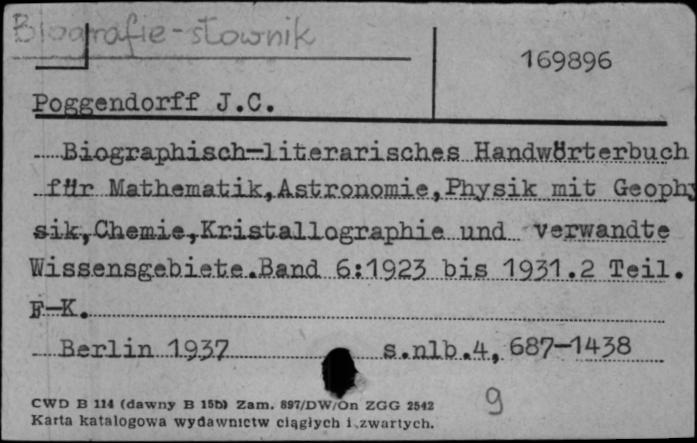 Biografie-słownik
169896
Poggendorff J.C.
Biographisch-literarisches Handwörterbuch
für Mathematik,Astronomie,Physik mit Geophy
sik,Chemie,Kristallographie und verwandte
Wissensgebiete.Band 6:1923 bis 1931.2 Teil.
F-K.
Berlin 1937 s.nlb.4, 687-1438
9
CWD B 114 (dawny B 15b) Zam. 897/DW/On ZGG 2542
Karta katalogowa wydawnictw ciągłych i zwartych.